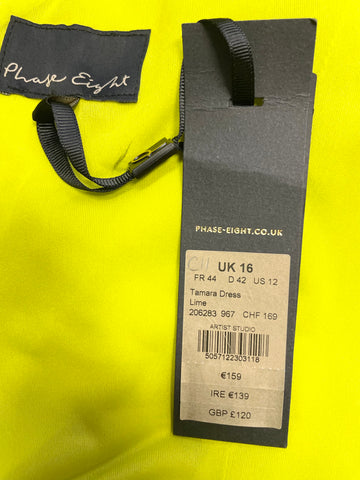 Phase Eight
PHASE-EIGHT.CO.UK
UK 16
FR 44 D 42 US 12
Tamara Dress
Lime
206283 967 CHF 169
ARTIST STUDIO
5057122303118
€159
IRE €139
GBP £120